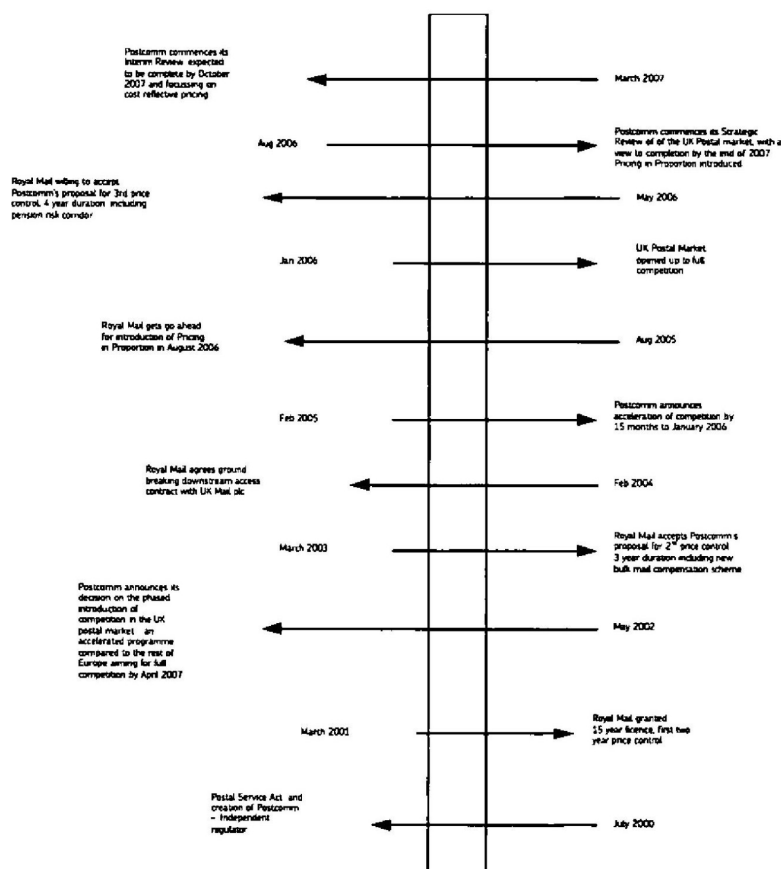 Postcomm commences its
Interim Review expected
to be complete by October
2007 and focussing on
cost reflective pricing
March 2007
Aug 2006
Postcomm commences its Strategic
Review of of the UK Postal market, with a
view to completion by the end of 2007
Pricing in Proportion introduced
Royal Mail willing to accept
Postcomm's proposal for 3rd price
control, 4 year duration including
pension risk corridor
May 2006
Jan 2006
UK Postal Market
opened up to full
competition
Royal Mail gets go ahead
for introduction of Pricing
in Proportion in August 2006
Aug 2005
Feb 2005
Postcomm announces
acceleration of competition by
15 months to January 2006
Royal Mail agrees ground
breaking downstream access
contract with UK Mail plc
Feb 2004
March 2003
Royal Mail accepts Postcomm's
proposal for 2nd price control
3 year duration including new
bulk mail compensation scheme
Postcomm announces its
decision on the phased
introduction of
competition in the UK
postal market an
accelerated programme
compared to the rest of
Europe aiming for full
competition by April 2007
May 2002
March 2001
Royal Mail granted
15 year licence, first two
year price control
Postal Service Act and
creation of Postcomm
– Independent
regulator
July 2000